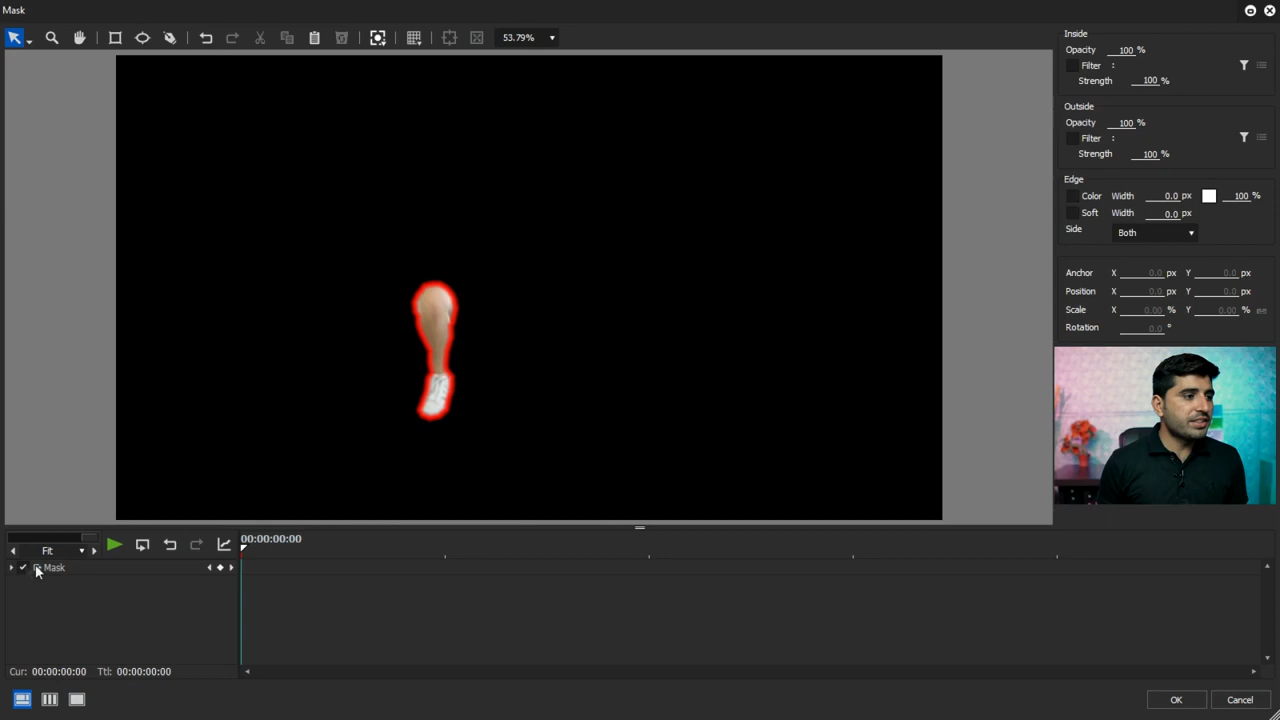 Mask
53.79%
Inside
Opacity 100 %
Filter :
Strength 100 %
Outside
Opacity 100 %
Filter :
Strength 100 %
Edge
Color Width 0.0 px 100 %
Soft Width 0.0 px
Side Both
Anchor X 0.0 px Y 0.0 px
Position X 0.0 px Y 0.0 px
Scale X 0.00 % Y 0.00 %
Rotation 0.0 °
Fit
00:00:00:00
Mask
Cur: 00:00:00:00 Ttl: 00:00:00:00
OK Cancel